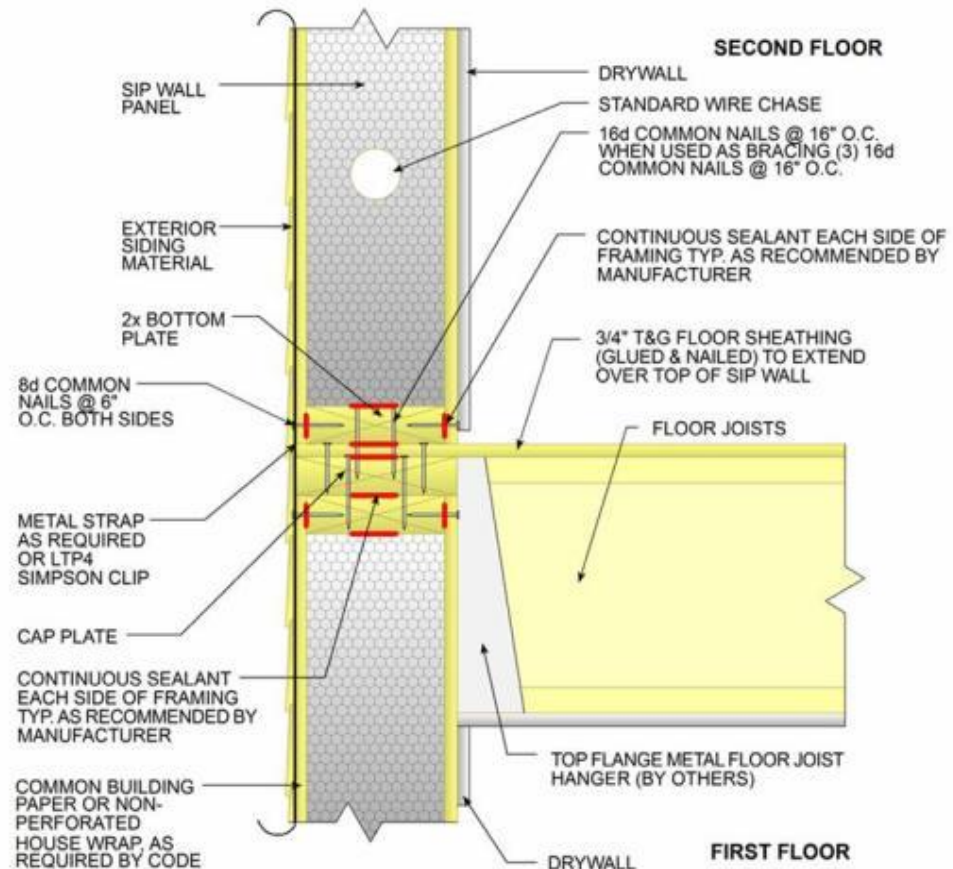 SECOND FLOOR
SIP WALL
PANEL
DRYWALL
STANDARD WIRE CHASE
16d COMMON NAILS @ 16" O.C.
WHEN USED AS BRACING (3) 16d
COMMON NAILS @ 16" O.C.
EXTERIOR
SIDING
MATERIAL
CONTINUOUS SEALANT EACH SIDE OF
FRAMING TYP. AS RECOMMENDED BY
MANUFACTURER
2x BOTTOM
PLATE
3/4" T&G FLOOR SHEATHING
(GLUED & NAILED) TO EXTEND
OVER TOP OF SIP WALL
8d COMMON
NAILS @ 6"
O.C. BOTH SIDES
FLOOR JOISTS
METAL STRAP
AS REQUIRED
OR LTP4
SIMPSON CLIP
CAP PLATE
CONTINUOUS SEALANT
EACH SIDE OF FRAMING
TYP. AS RECOMMENDED BY
MANUFACTURER
TOP FLANGE METAL FLOOR JOIST
HANGER (BY OTHERS)
COMMON BUILDING
PAPER OR NON-
PERFORATED
HOUSE WRAP, AS
REQUIRED BY CODE
DRYWALL
FIRST FLOOR